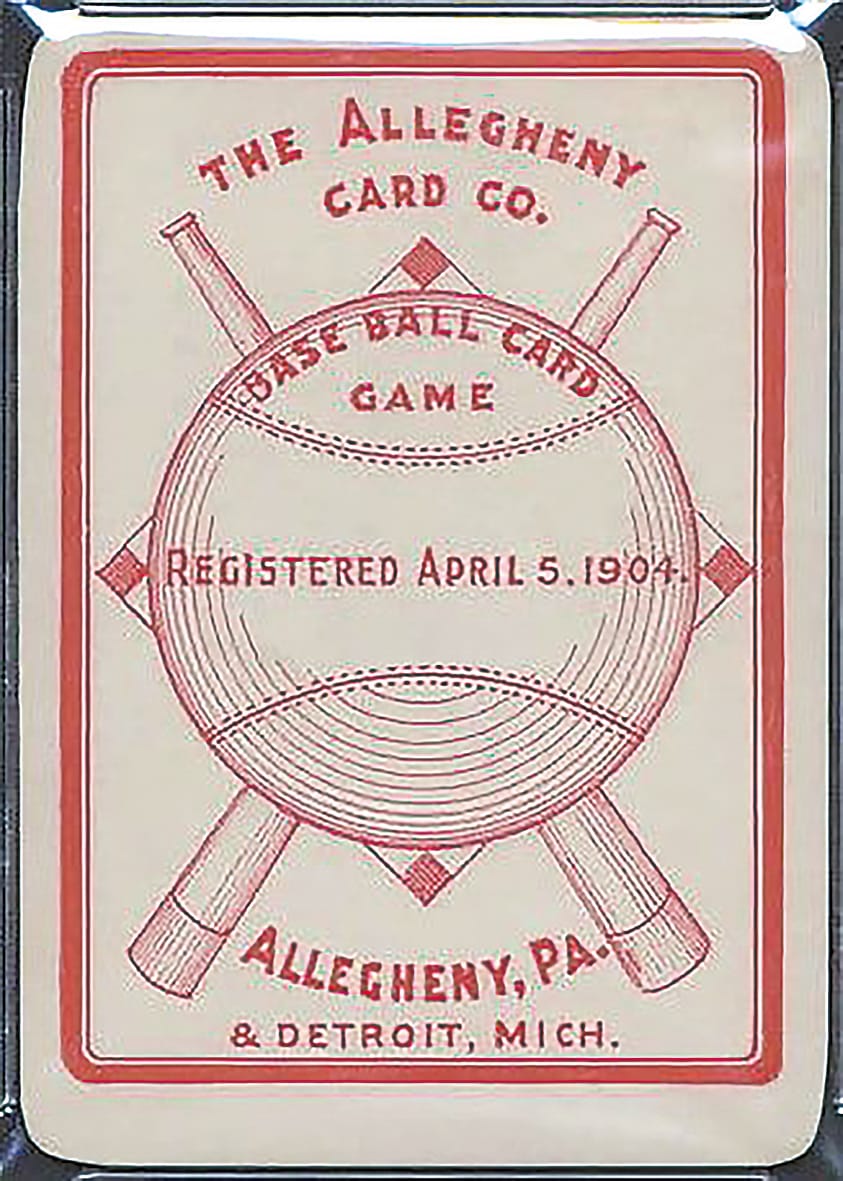 THE ALLEGHENY
CARD CO.
BASE BALL CARD
GAME
REGISTERED APRIL 5. 1904.
ALLEGHENY, PA.
& DETROIT, MICH.